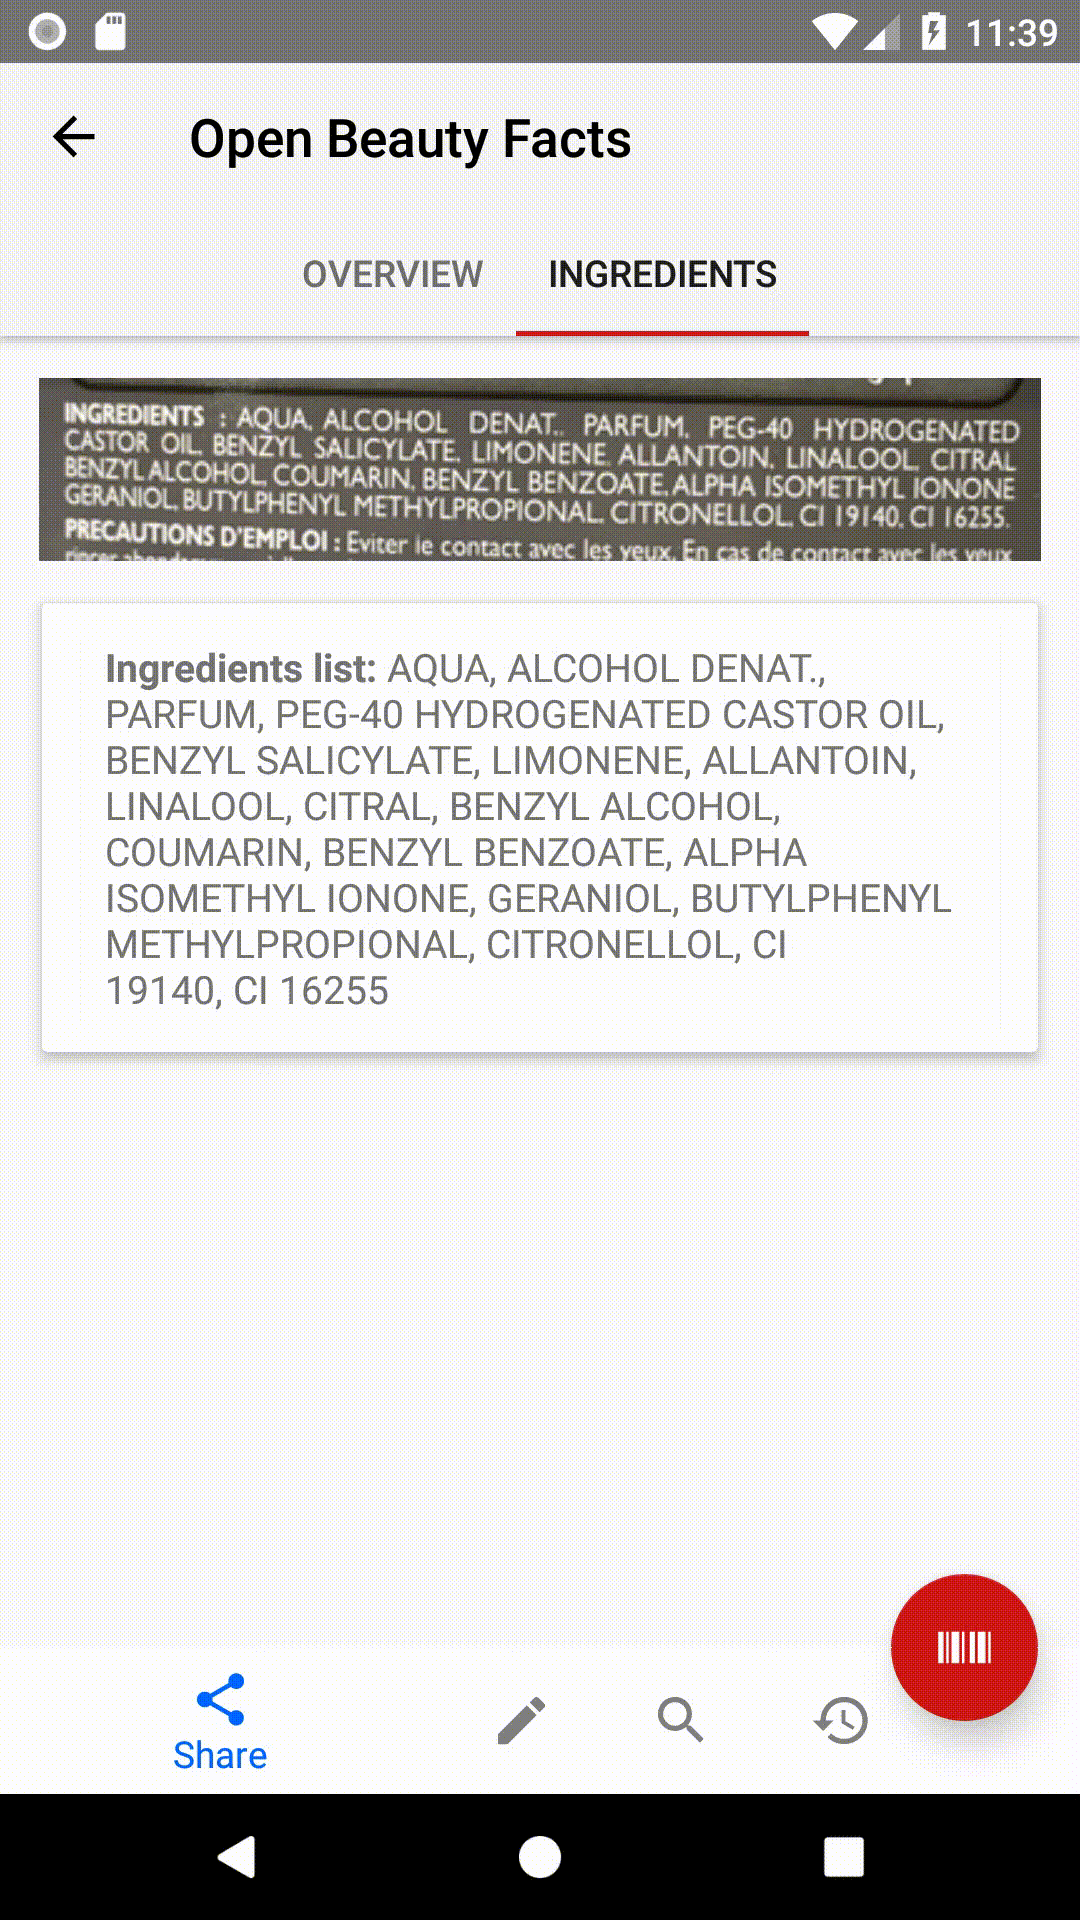 11:39
Open Beauty Facts
OVERVIEW INGREDIENTS
INGREDIENTS : AQUA, ALCOHOL DENAT., PARFUM, PEG-40 HYDROGENATED
CASTOR OIL, BENZYL SALICYLATE, LIMONENE, ALLANTOIN, LINALOOL, CITRAL
BENZYL ALCOHOL, COUMARIN, BENZYL BENZOATE, ALPHA ISOMETHYL IONONE
GERANIOL, BUTYLPHENYL METHYLPROPIONAL, CITRONELLOL, CI 19140, CI 16255.
PRECAUTIONS D'EMPLOI : Eviter le contact avec les yeux. En cas de contact avec les yeux
Ingredients list: AQUA, ALCOHOL DENAT.,
PARFUM, PEG-40 HYDROGENATED CASTOR OIL,
BENZYL SALICYLATE, LIMONENE, ALLANTOIN,
LINALOOL, CITRAL, BENZYL ALCOHOL,
COUMARIN, BENZYL BENZOATE, ALPHA
ISOMETHYL IONONE, GERANIOL, BUTYLPHENYL
METHYLPROPIONAL, CITRONELLOL, CI
19140, CI 16255
Share